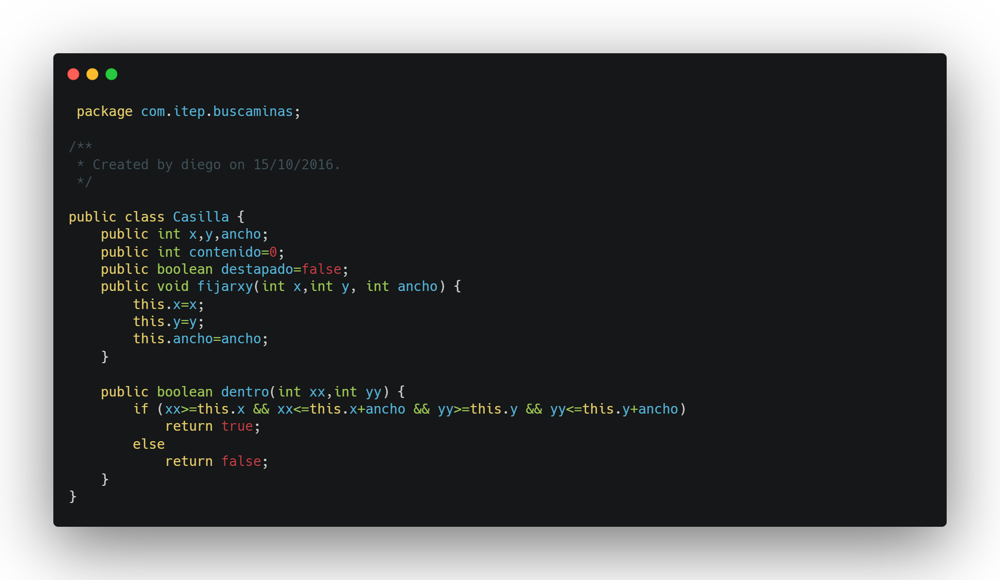 package com.itep.buscaminas;
/**
* Created by diego on 15/10/2016.
*/
public class Casilla {
public int x,y,ancho;
public int contenido=0;
public boolean destapado=false;
public void fijarxy(int x,int y, int ancho) {
this.x=x;
this.y=y;
this.ancho=ancho;
}
public boolean dentro(int xx,int yy) {
if (xx>=this.x && xx<=this.x+ancho && yy>=this.y && yy<=this.y+ancho)
return true;
else
return false;
}
}